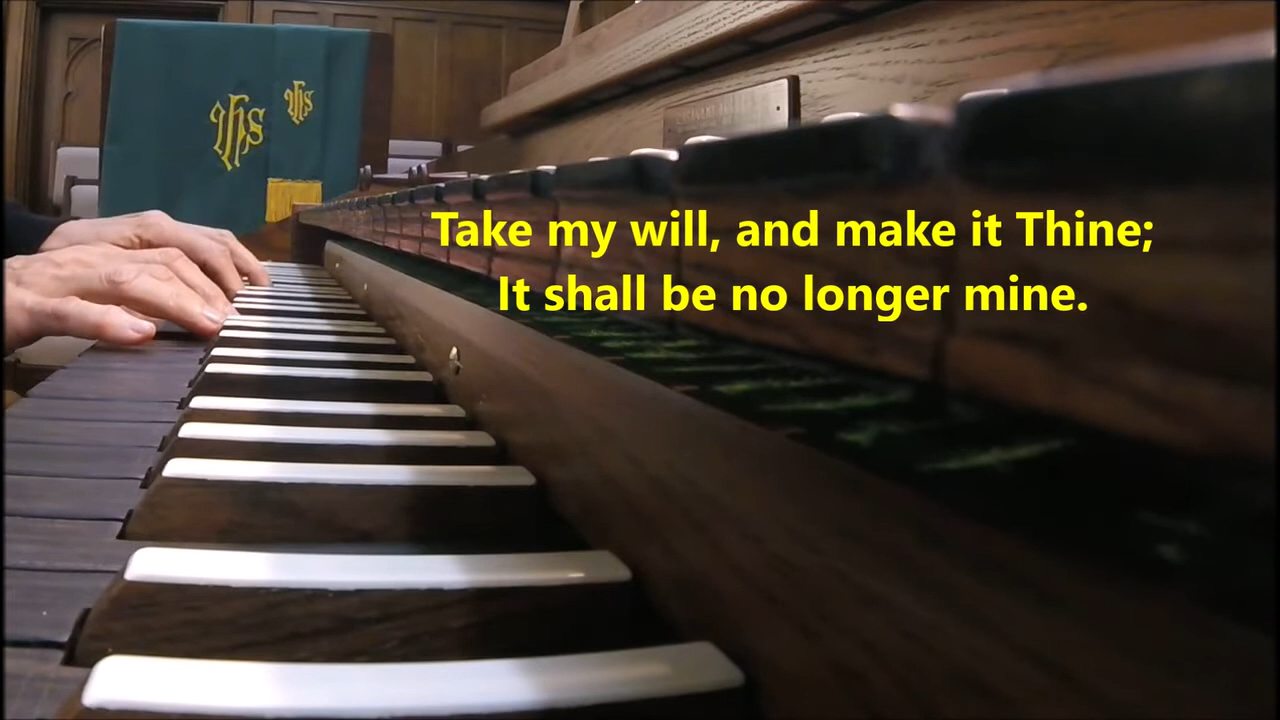 IHS
IHS
Take my will, and make it Thine;
It shall be no longer mine.